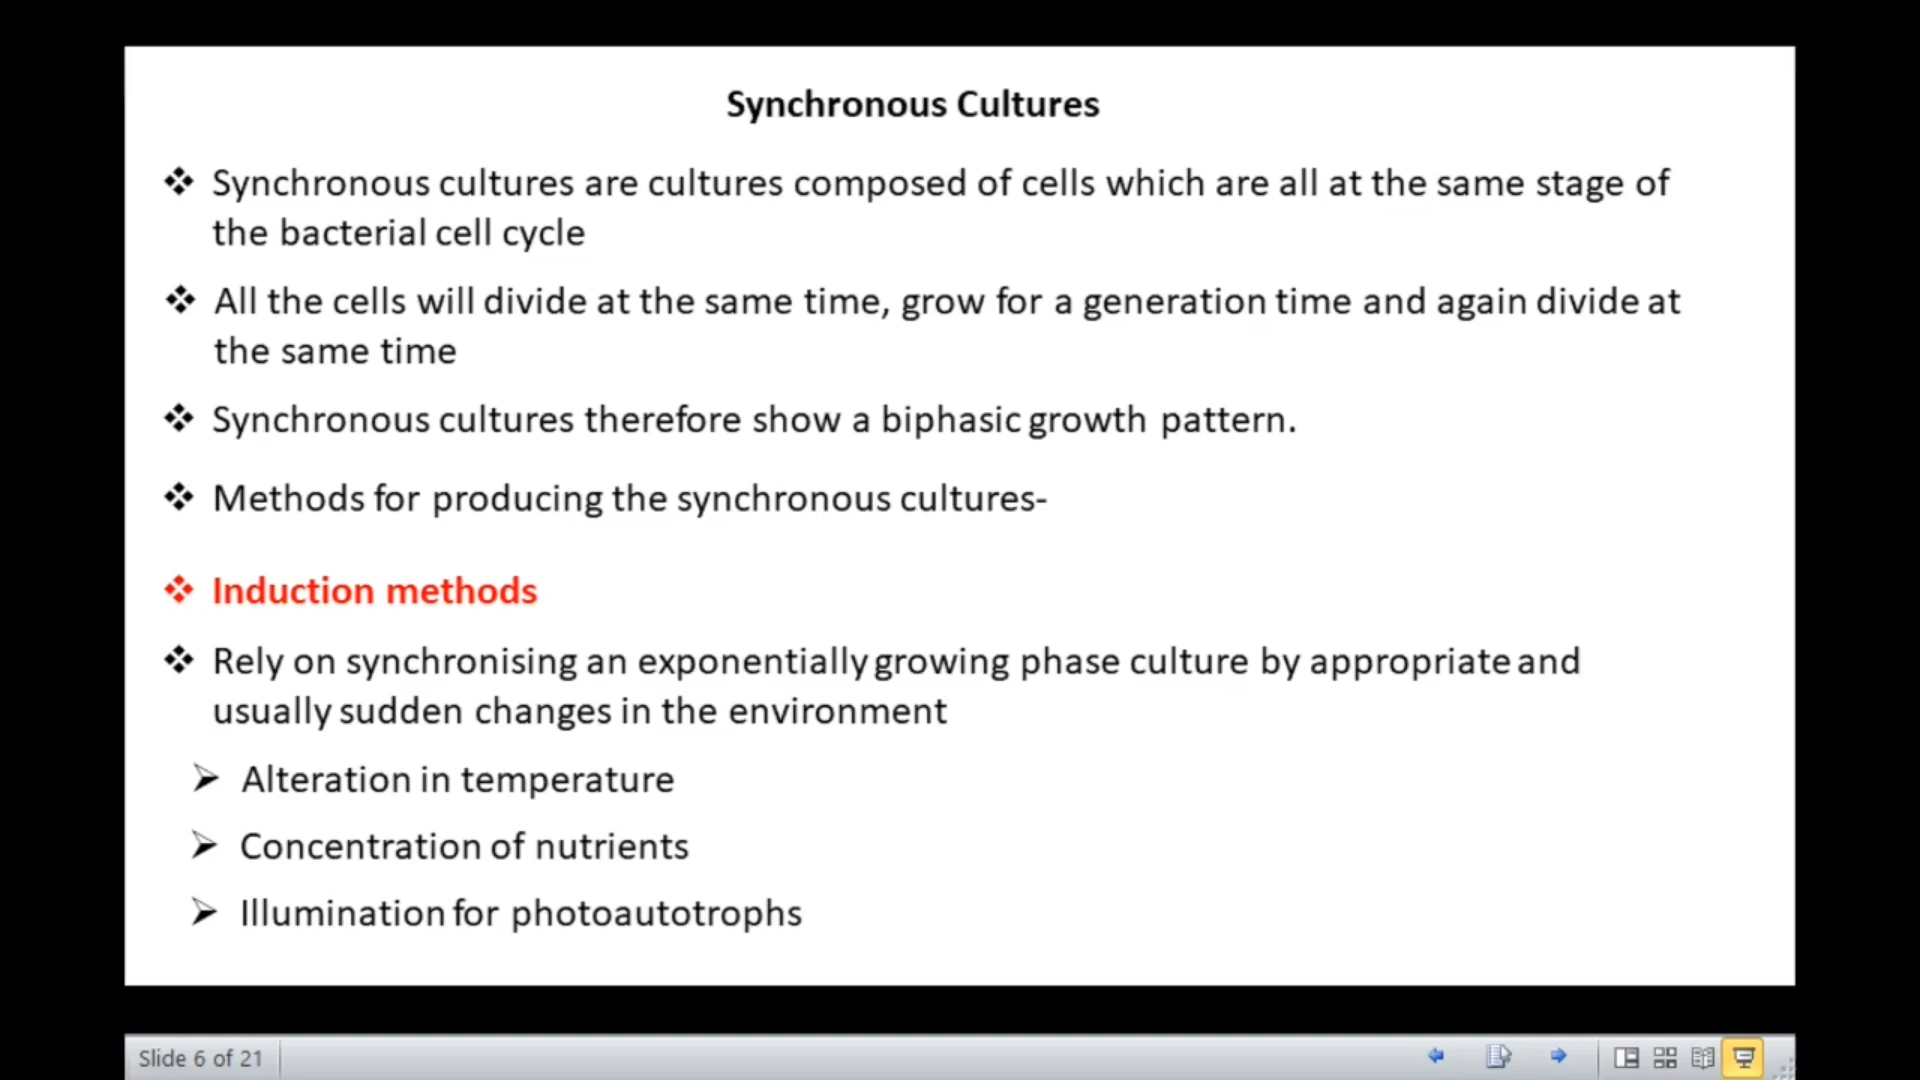 Synchronous Cultures
Synchronous cultures are cultures composed of cells which are all at the same stage of
the bacterial cell cycle
All the cells will divide at the same time, grow for a generation time and again divide at
the same time
Synchronous cultures therefore show a biphasic growth pattern.
Methods for producing the synchronous cultures-
Induction methods
Rely on synchronising an exponentially growing phase culture by appropriate and
usually sudden changes in the environment
Alteration in temperature
Concentration of nutrients
Illumination for photoautotrophs
Slide 6 of 21